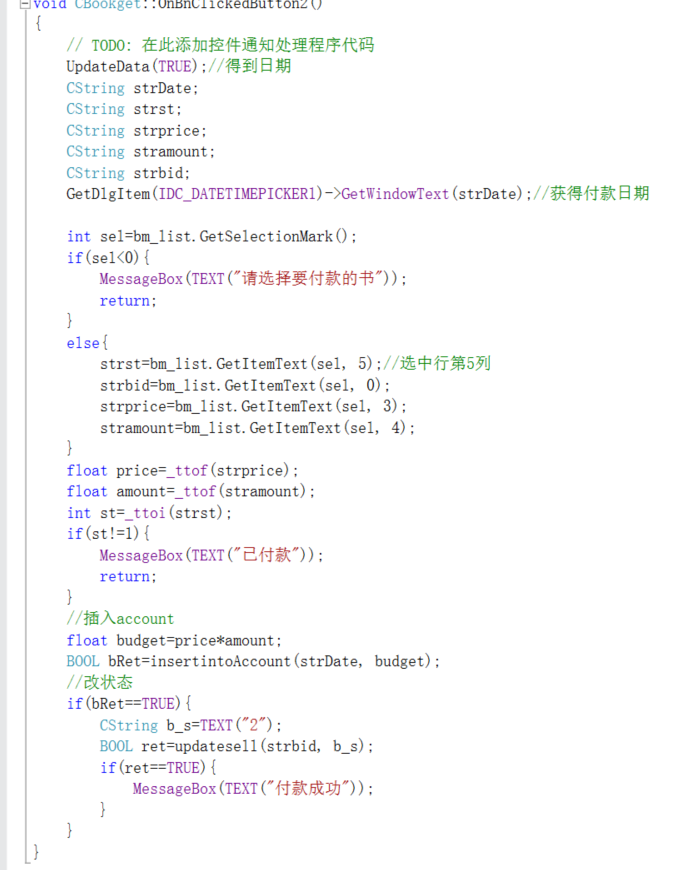 void CBookget::OnBnClickedButton2()
{
// TODO: 在此添加控件通知处理程序代码
UpdateData(TRUE);//得到日期
CString strDate;
CString strst;
CString strprice;
CString stramount;
CString strbid;
GetDlgItem(IDC_DATETIMEPICKER1)->GetWindowText(strDate);//获得付款日期
int sel=bm_list.GetSelectionMark();
if(sel<0){
MessageBox(TEXT("请选择要付款的书"));
return;
}
else{
strst=bm_list.GetItemText(sel, 5);//选中行第5列
strbid=bm_list.GetItemText(sel, 0);
strprice=bm_list.GetItemText(sel, 3);
stramount=bm_list.GetItemText(sel, 4);
}
float price=_ttof(strprice);
float amount=_ttof(stramount);
int st=_ttoi(strst);
if(st!=1){
MessageBox(TEXT("已付款"));
return;
}
//插入account
float budget=price*amount;
BOOL bRet=insertintoAccount(strDate, budget);
//改状态
if(bRet==TRUE){
CString b_s=TEXT("2");
BOOL ret=updatesell(strbid, b_s);
if(ret==TRUE){
MessageBox(TEXT("付款成功"));
}
}
}